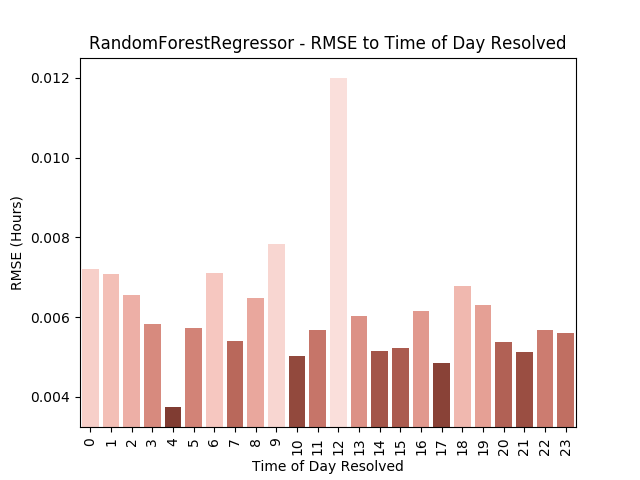 RandomForestRegressor - RMSE to Time of Day Resolved
0.012
0.010
0.008
0.006
0.004
RMSE (Hours)
0 1 2 3 4 5 6 7 8 9 10 11 12 13 14 15 16 17 18 19 20 21 22 23
Time of Day Resolved